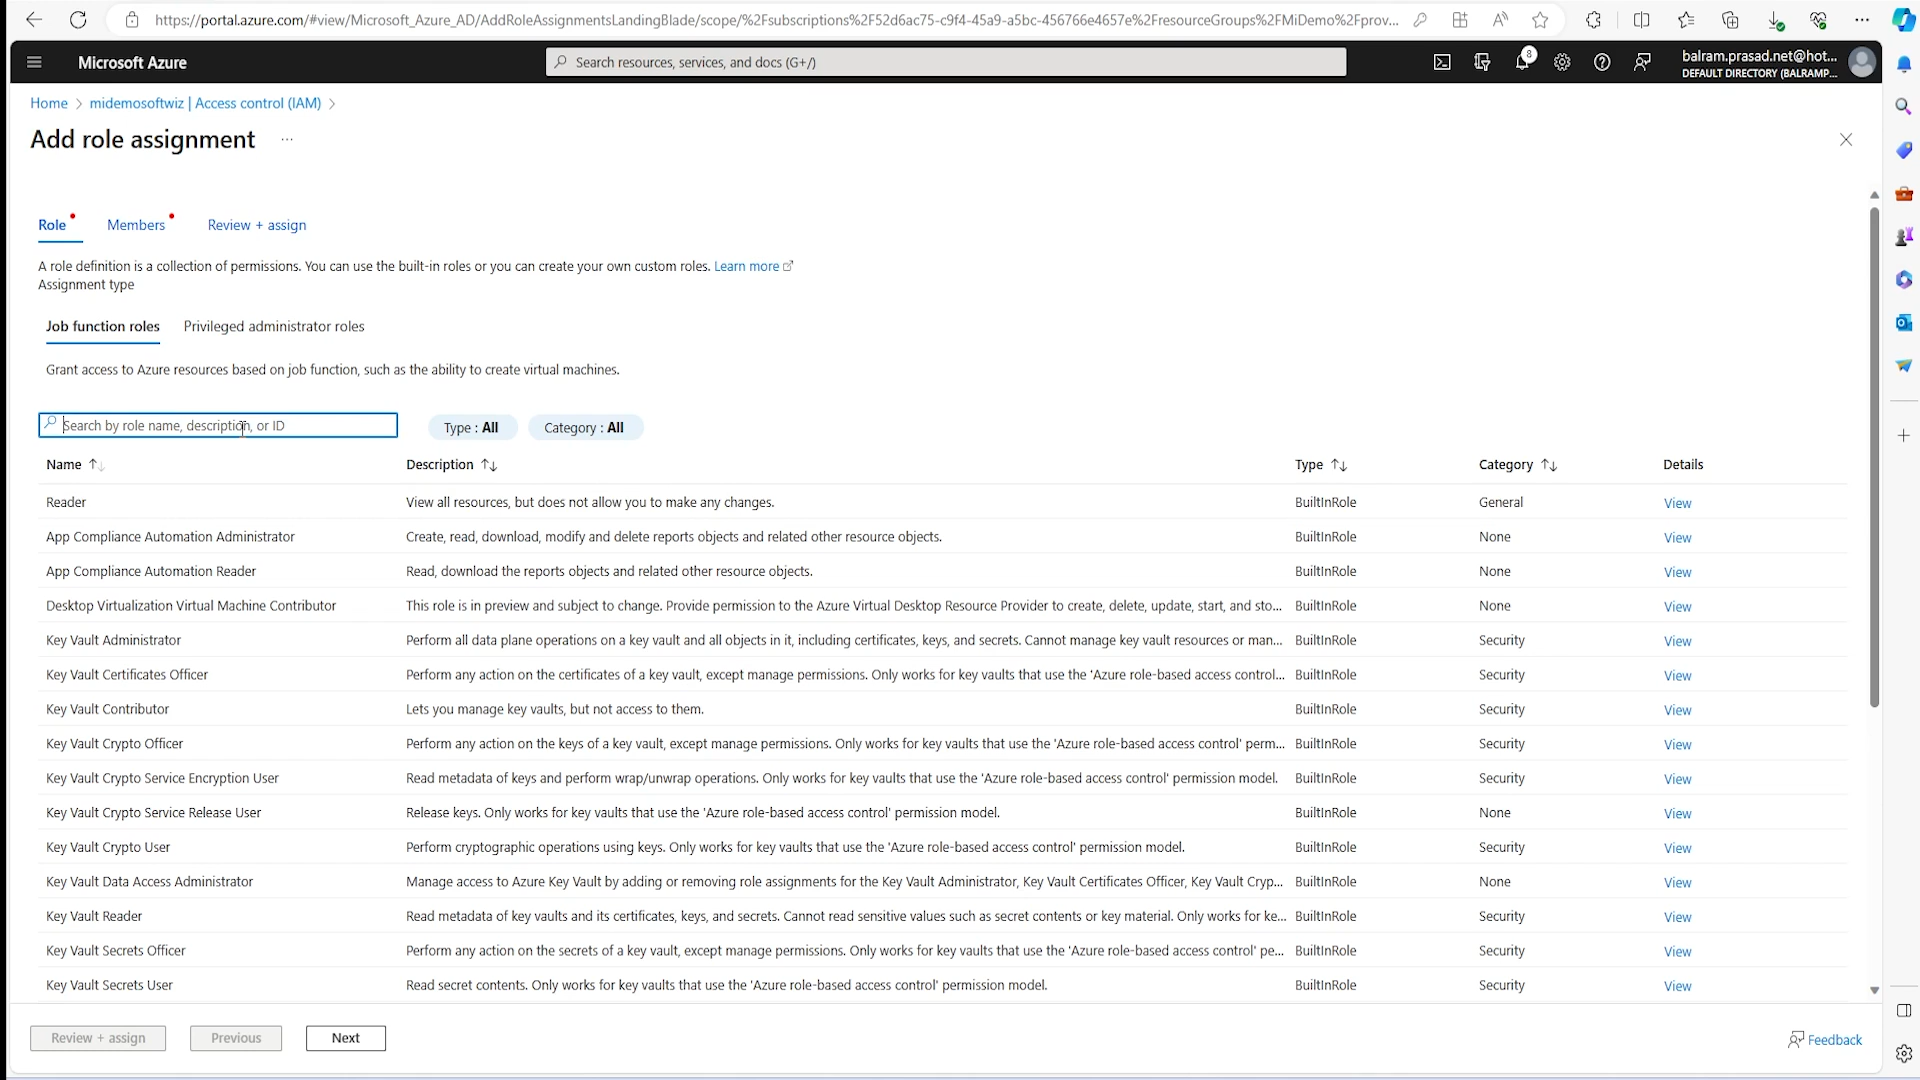 https://portal.azure.com/#view/Microsoft_Azure_AD/AddRoleAssignmentsLandingBlade/scope/%2Fsubscriptions%2F52d6ac75-c9f4-45a9-a5bc-456766e4657e%2FresourceGroups%2FMiDemo%2Fprov...
Microsoft Azure
Search resources, services, and docs (G+/)
8
balram.prasad.net@hot...
DEFAULT DIRECTORY (BALRAMP...
Home > midemosoftwiz | Access control (IAM) >
Add role assignment ...
Role Members Review + assign
A role definition is a collection of permissions. You can use the built-in roles or you can create your own custom roles. Learn more
Assignment type
Job function roles Privileged administrator roles
Grant access to Azure resources based on job function, such as the ability to create virtual machines.
Search by role name, description, or ID Type : All Category : All
Name Description Type Category Details
Reader View all resources, but does not allow you to make any changes. BuiltInRole General View
App Compliance Automation Administrator Create, read, download, modify and delete reports objects and related other resource objects. BuiltInRole None View
App Compliance Automation Reader Read, download the reports objects and related other resource objects. BuiltInRole None View
Desktop Virtualization Virtual Machine Contributor This role is in preview and subject to change. Provide permission to the Azure Virtual Desktop Resource Provider to create, delete, update, start, and sto... BuiltInRole None View
Key Vault Administrator Perform all data plane operations on a key vault and all objects in it, including certificates, keys, and secrets. Cannot manage key vault resources or man... BuiltInRole Security View
Key Vault Certificates Officer Perform any action on the certificates of a key vault, except manage permissions. Only works for key vaults that use the 'Azure role-based access control... BuiltInRole Security View
Key Vault Contributor Lets you manage key vaults, but not access to them. BuiltInRole Security View
Key Vault Crypto Officer Perform any action on the keys of a key vault, except manage permissions. Only works for key vaults that use the 'Azure role-based access control' perm... BuiltInRole Security View
Key Vault Crypto Service Encryption User Read metadata of keys and perform wrap/unwrap operations. Only works for key vaults that use the 'Azure role-based access control' permission model. BuiltInRole Security View
Key Vault Crypto Service Release User Release keys. Only works for key vaults that use the 'Azure role-based access control' permission model. BuiltInRole None View
Key Vault Crypto User Perform cryptographic operations using keys. Only works for key vaults that use the 'Azure role-based access control' permission model. BuiltInRole Security View
Key Vault Data Access Administrator Manage access to Azure Key Vault by adding or removing role assignments for the Key Vault Administrator, Key Vault Certificates Officer, Key Vault Cryp... BuiltInRole None View
Key Vault Reader Read metadata of key vaults and its certificates, keys, and secrets. Cannot read sensitive values such as secret contents or key material. Only works for ke... BuiltInRole Security View
Key Vault Secrets Officer Perform any action on the secrets of a key vault, except manage permissions. Only works for key vaults that use the 'Azure role-based access control' pe... BuiltInRole Security View
Key Vault Secrets User Read secret contents. Only works for key vaults that use the 'Azure role-based access control' permission model. BuiltInRole Security View
Review + assign Previous Next Feedback